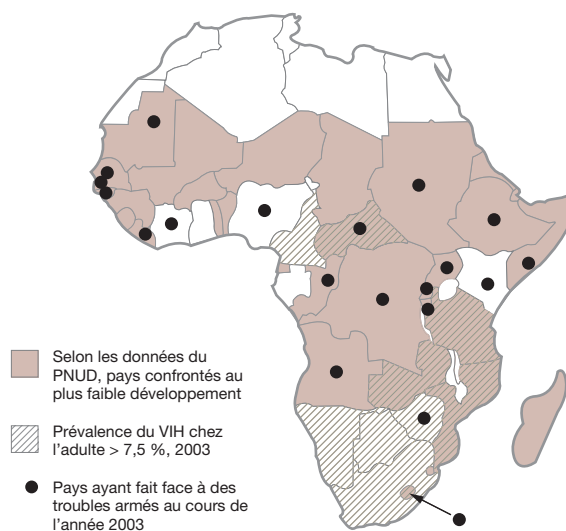 Selon les données du
PNUD, pays confrontés au
plus faible développement
Prévalence du VIH chez
l'adulte > 7,5 %, 2003
Pays ayant fait face à des
troubles armés au cours de
l'année 2003